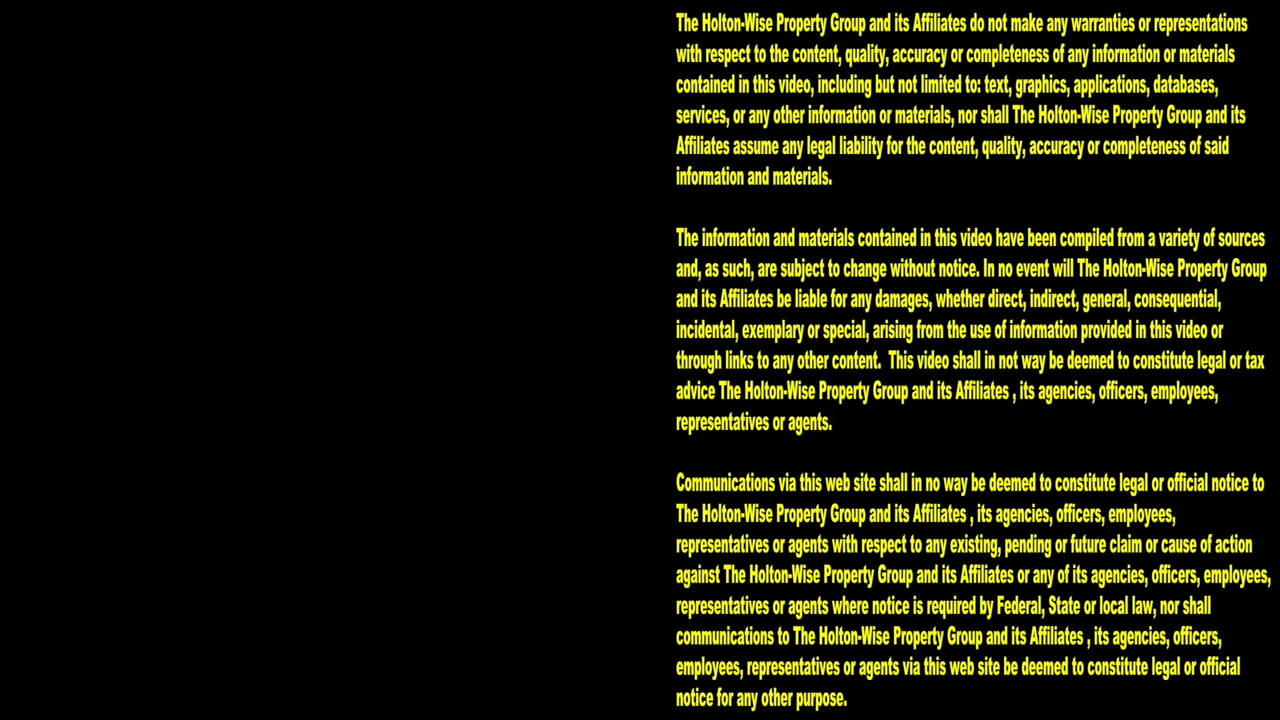 The Holton-Wise Property Group and its Affiliates do not make any warranties or representations
with respect to the content, quality, accuracy or completeness of any information or materials
contained in this video, including but not limited to: text, graphics, applications, databases,
services, or any other information or materials, nor shall The Holton-Wise Property Group and its
Affiliates assume any legal liability for the content, quality, accuracy or completeness of said
information and materials.
The information and materials contained in this video have been compiled from a variety of sources
and, as such, are subject to change without notice. In no event will The Holton-Wise Property Group
and its Affiliates be liable for any damages, whether direct, indirect, general, consequential,
incidental, exemplary or special, arising from the use of information provided in this video or
through links to any other content.  This video shall in not way be deemed to constitute legal or tax
advice The Holton-Wise Property Group and its Affiliates , its agencies, officers, employees,
representatives or agents.
Communications via this web site shall in no way be deemed to constitute legal or official notice to
The Holton-Wise Property Group and its Affiliates , its agencies, officers, employees,
representatives or agents with respect to any existing, pending or future claim or cause of action
against The Holton-Wise Property Group and its Affiliates or any of its agencies, officers, employees,
representatives or agents where notice is required by Federal, State or local law, nor shall
communications to The Holton-Wise Property Group and its Affiliates , its agencies, officers,
employees, representatives or agents via this web site be deemed to constitute legal or official
notice for any other purpose.